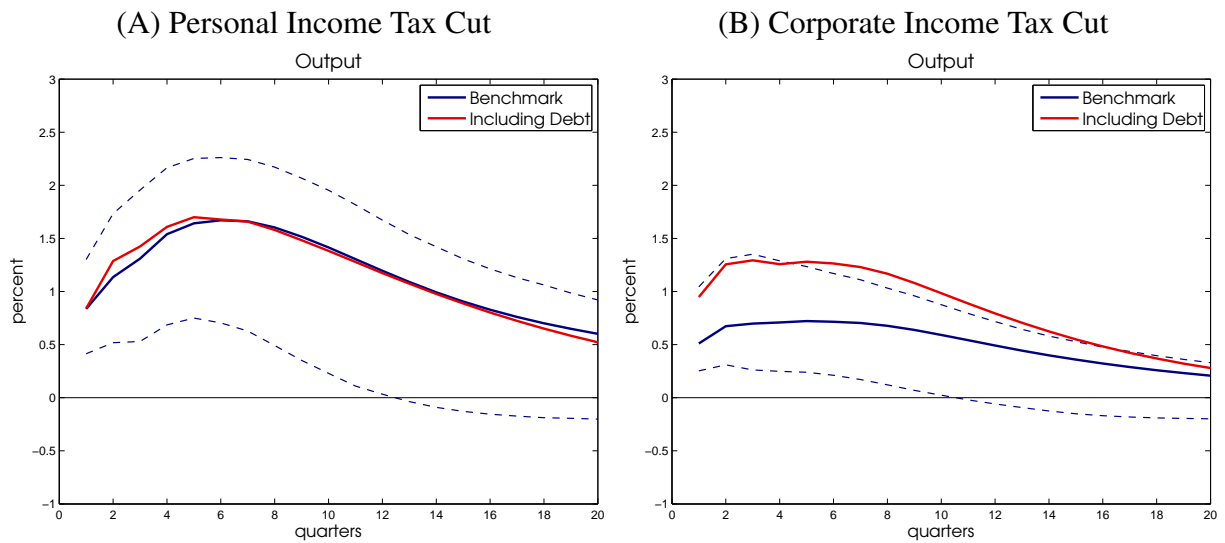 (A) Personal Income Tax Cut
Output
3
2.5
2
1.5
1
0.5
0
−0.5
−1
percent
Benchmark
Including Debt
0 2 4 6 8 10 12 14 16 18 20
quarters
(B) Corporate Income Tax Cut
Output
3
2.5
2
1.5
1
0.5
0
−0.5
−1
percent
Benchmark
Including Debt
0 2 4 6 8 10 12 14 16 18 20
quarters